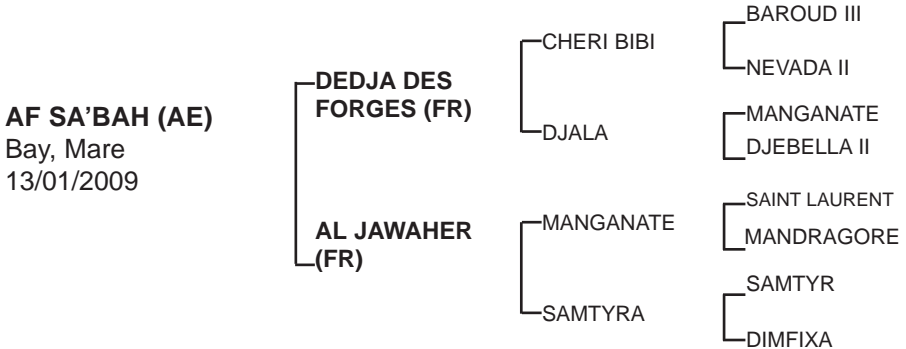 AF SA’BAH (AE)
Bay, Mare
13/01/2009
DEDJA DES
FORGES (FR)
AL JAWAHER
(FR)
CHERI BIBI
DJALA
MANGANATE
SAMTYRA
BAROUD III
NEVADA II
MANGANATE
DJEBELLA II
SAINT LAURENT
MANDRAGORE
SAMTYR
DIMFIXA